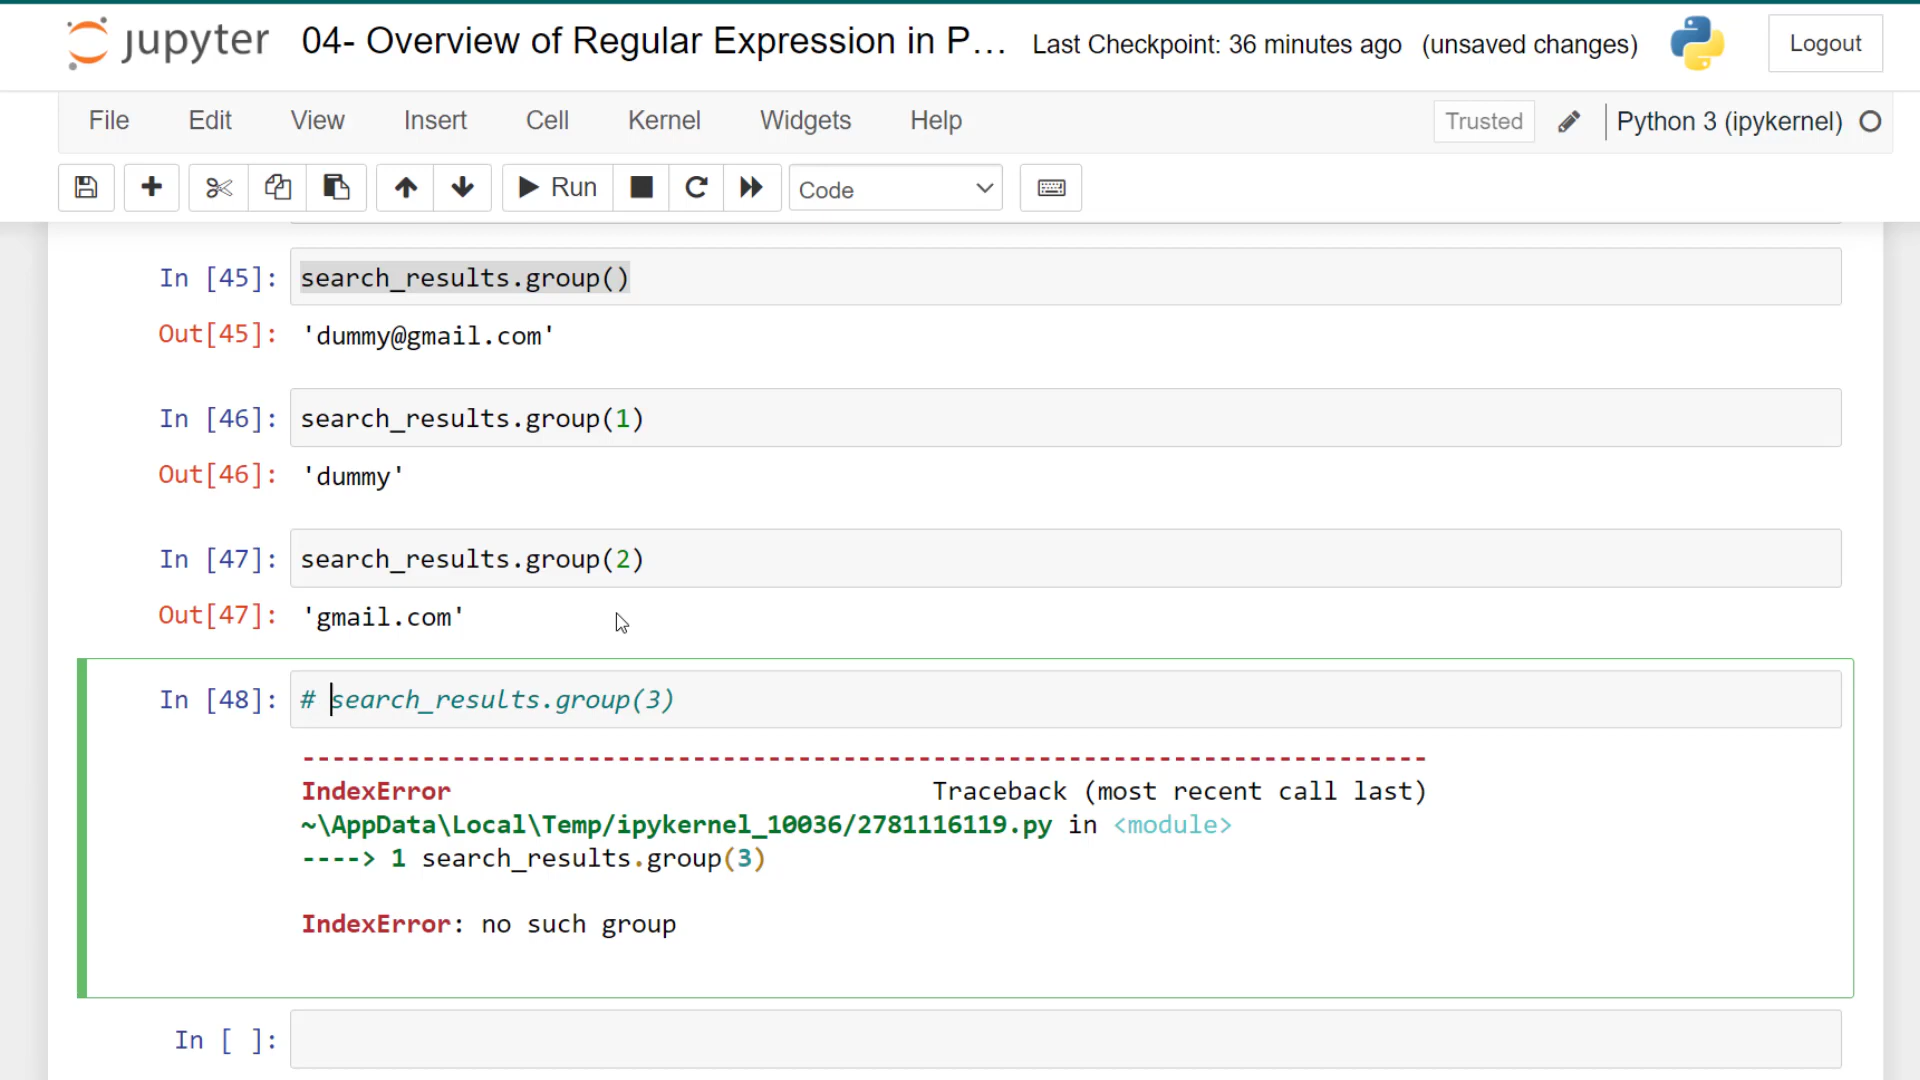 jupyter 04- Overview of Regular Expression in P... Last Checkpoint: 36 minutes ago (unsaved changes) Logout
File Edit View Insert Cell Kernel Widgets Help Trusted Python 3 (ipykernel)
Run Code
In [45]: search_results.group()
Out[45]: 'dummy@gmail.com'
In [46]: search_results.group(1)
Out[46]: 'dummy'
In [47]: search_results.group(2)
Out[47]: 'gmail.com'
In [48]: # search_results.group(3)
---------------------------------------------------------------------------
IndexError Traceback (most recent call last)
~\AppData\Local\Temp/ipykernel_10036/2781116119.py in <module>
----> 1 search_results.group(3)
IndexError: no such group
In [ ]: